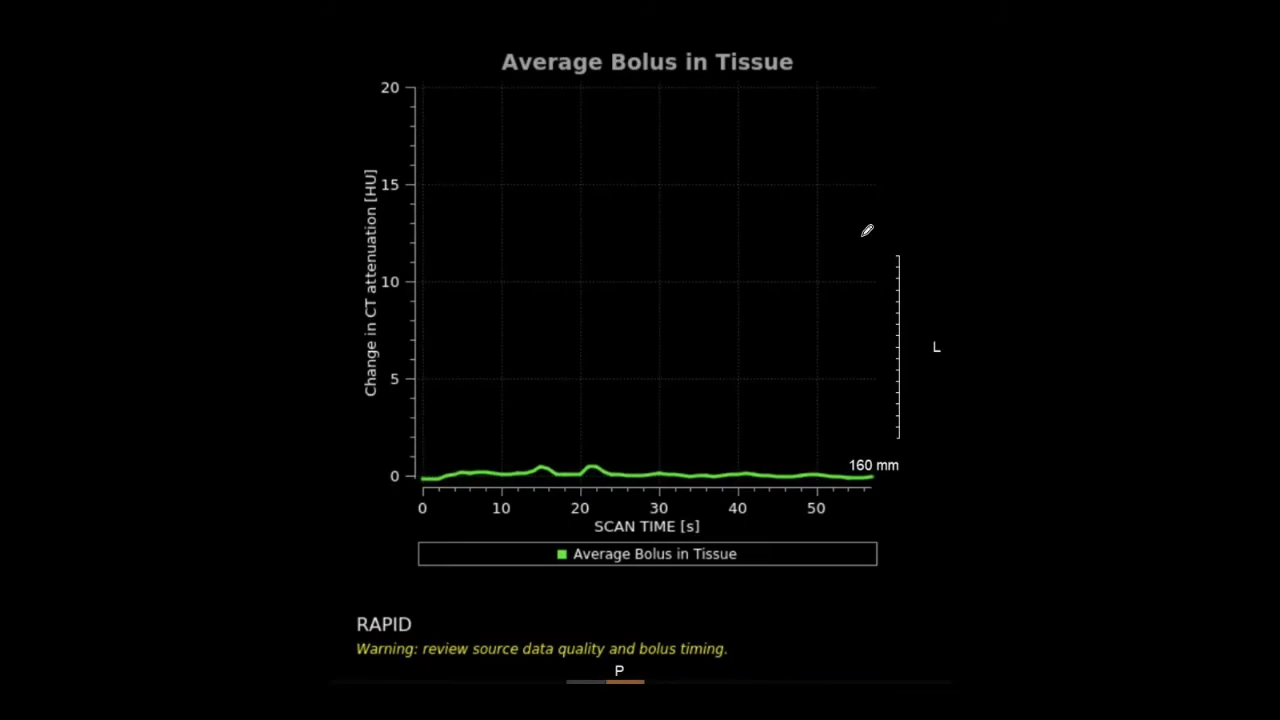 Average Bolus in Tissue
20
15
10
5
0
Change in CT attenuation [HU]
0 10 20 30 40 50
SCAN TIME [s]
Average Bolus in Tissue
L
160 mm
RAPID
Warning: review source data quality and bolus timing.
P